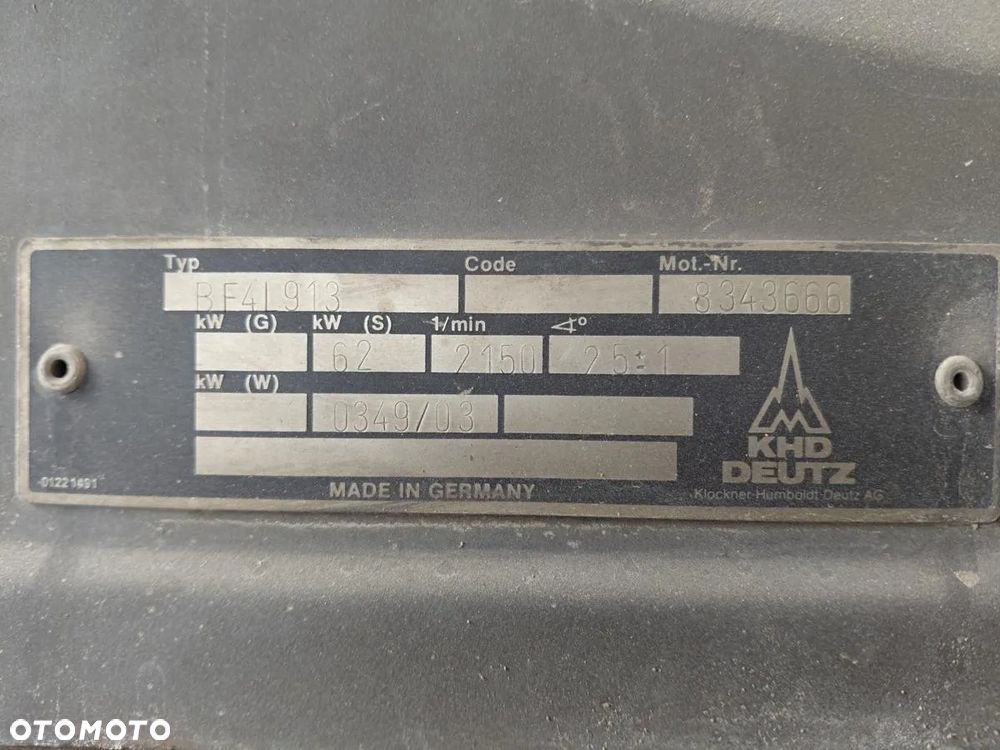 Typ Code Mot.-Nr.
BF4L913 8343666
kW (G) kW (S) 1/min ∢°
62 2150 25±1
kW (W)
0349/03
KHD
DEUTZ
01221491 MADE IN GERMANY Klöckner-Humboldt-Deutz AG
OTOMOTO